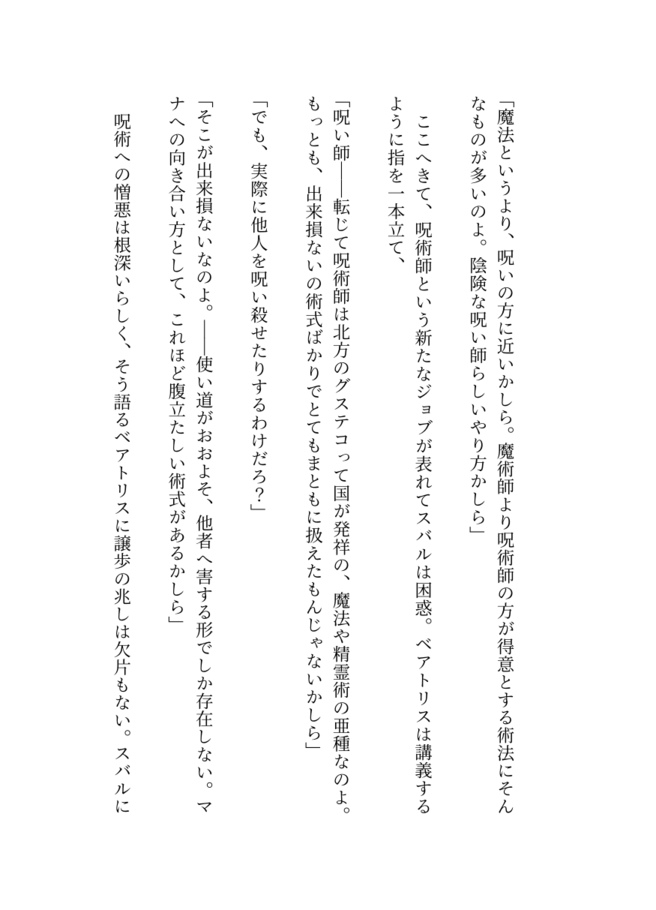 「魔法というより、呪いの方に近いかしら。魔術師より呪術師の方が得意とする術法にそん
なものが多いのよ。陰険な呪い師らしいやり方かしら」
　ここへきて、呪術師という新たなジョブが表れてスバルは困惑。ベアトリスは講義する
ように指を一本立て、
「呪い師――転じて呪術師は北方のグステコって国が発祥の、魔法や精霊術の亜種なのよ。
もっとも、出来損ないの術式ばかりでとてもまともに扱えたもんじゃないかしら」
「でも、実際に他人を呪い殺せたりするわけだろ？」
「そこが出来損ないなのよ。――使い道がおおよそ、他者へ害する形でしか存在しない。マ
ナへの向き合い方として、これほど腹立たしい術式があるかしら」
　呪術への憎悪は根深いらしく、そう語るベアトリスに譲歩の兆しは欠片もない。スバルに